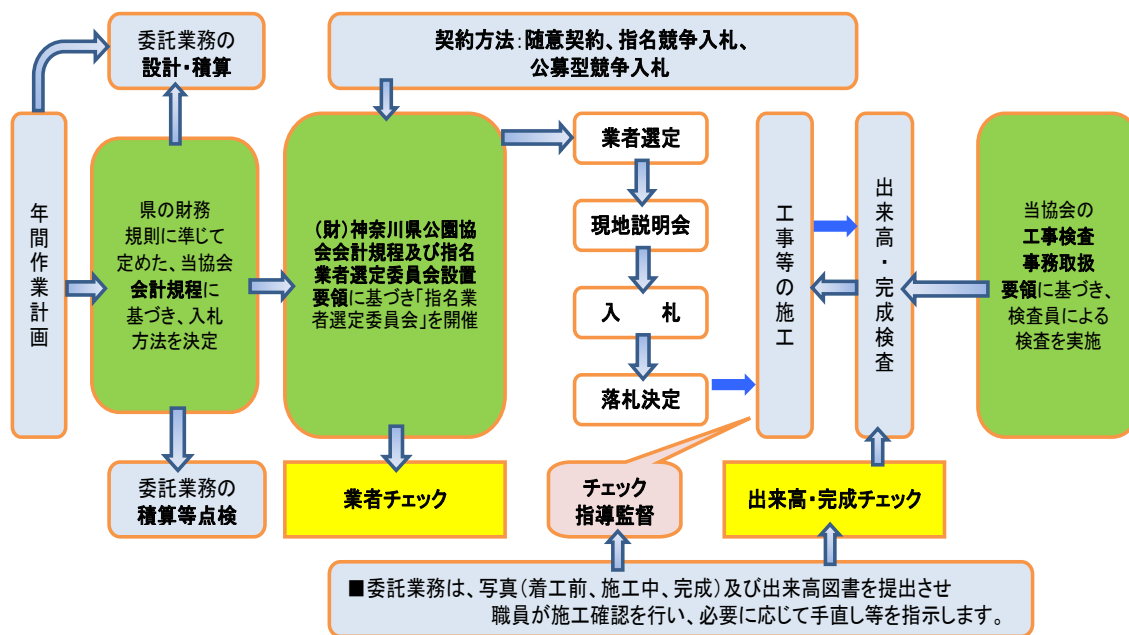 委託業務の
設計・積算
契約方法:随意契約、指名競争入札、
公募型競争入札
年間作業計画
県の財務
規則に準じて
定めた、当協会
会計規程に
基づき、入札
方法を決定
(財)神奈川県公園協
会会計規程及び指名
業者選定委員会設置
要領に基づき「指名業
者選定委員会」を開催
業者選定
現地説明会
入　札
落札決定
工事等の施工
出来高・完成検査
当協会の
工事検査
事務取扱
要領に基づき、
検査員による
検査を実施
委託業務の
積算等点検
業者チェック
チェック
指導監督
出来高・完成チェック
■委託業務は、写真(着工前、施工中、完成)及び出来高図書を提出させ
職員が施工確認を行い、必要に応じて手直し等を指示します。